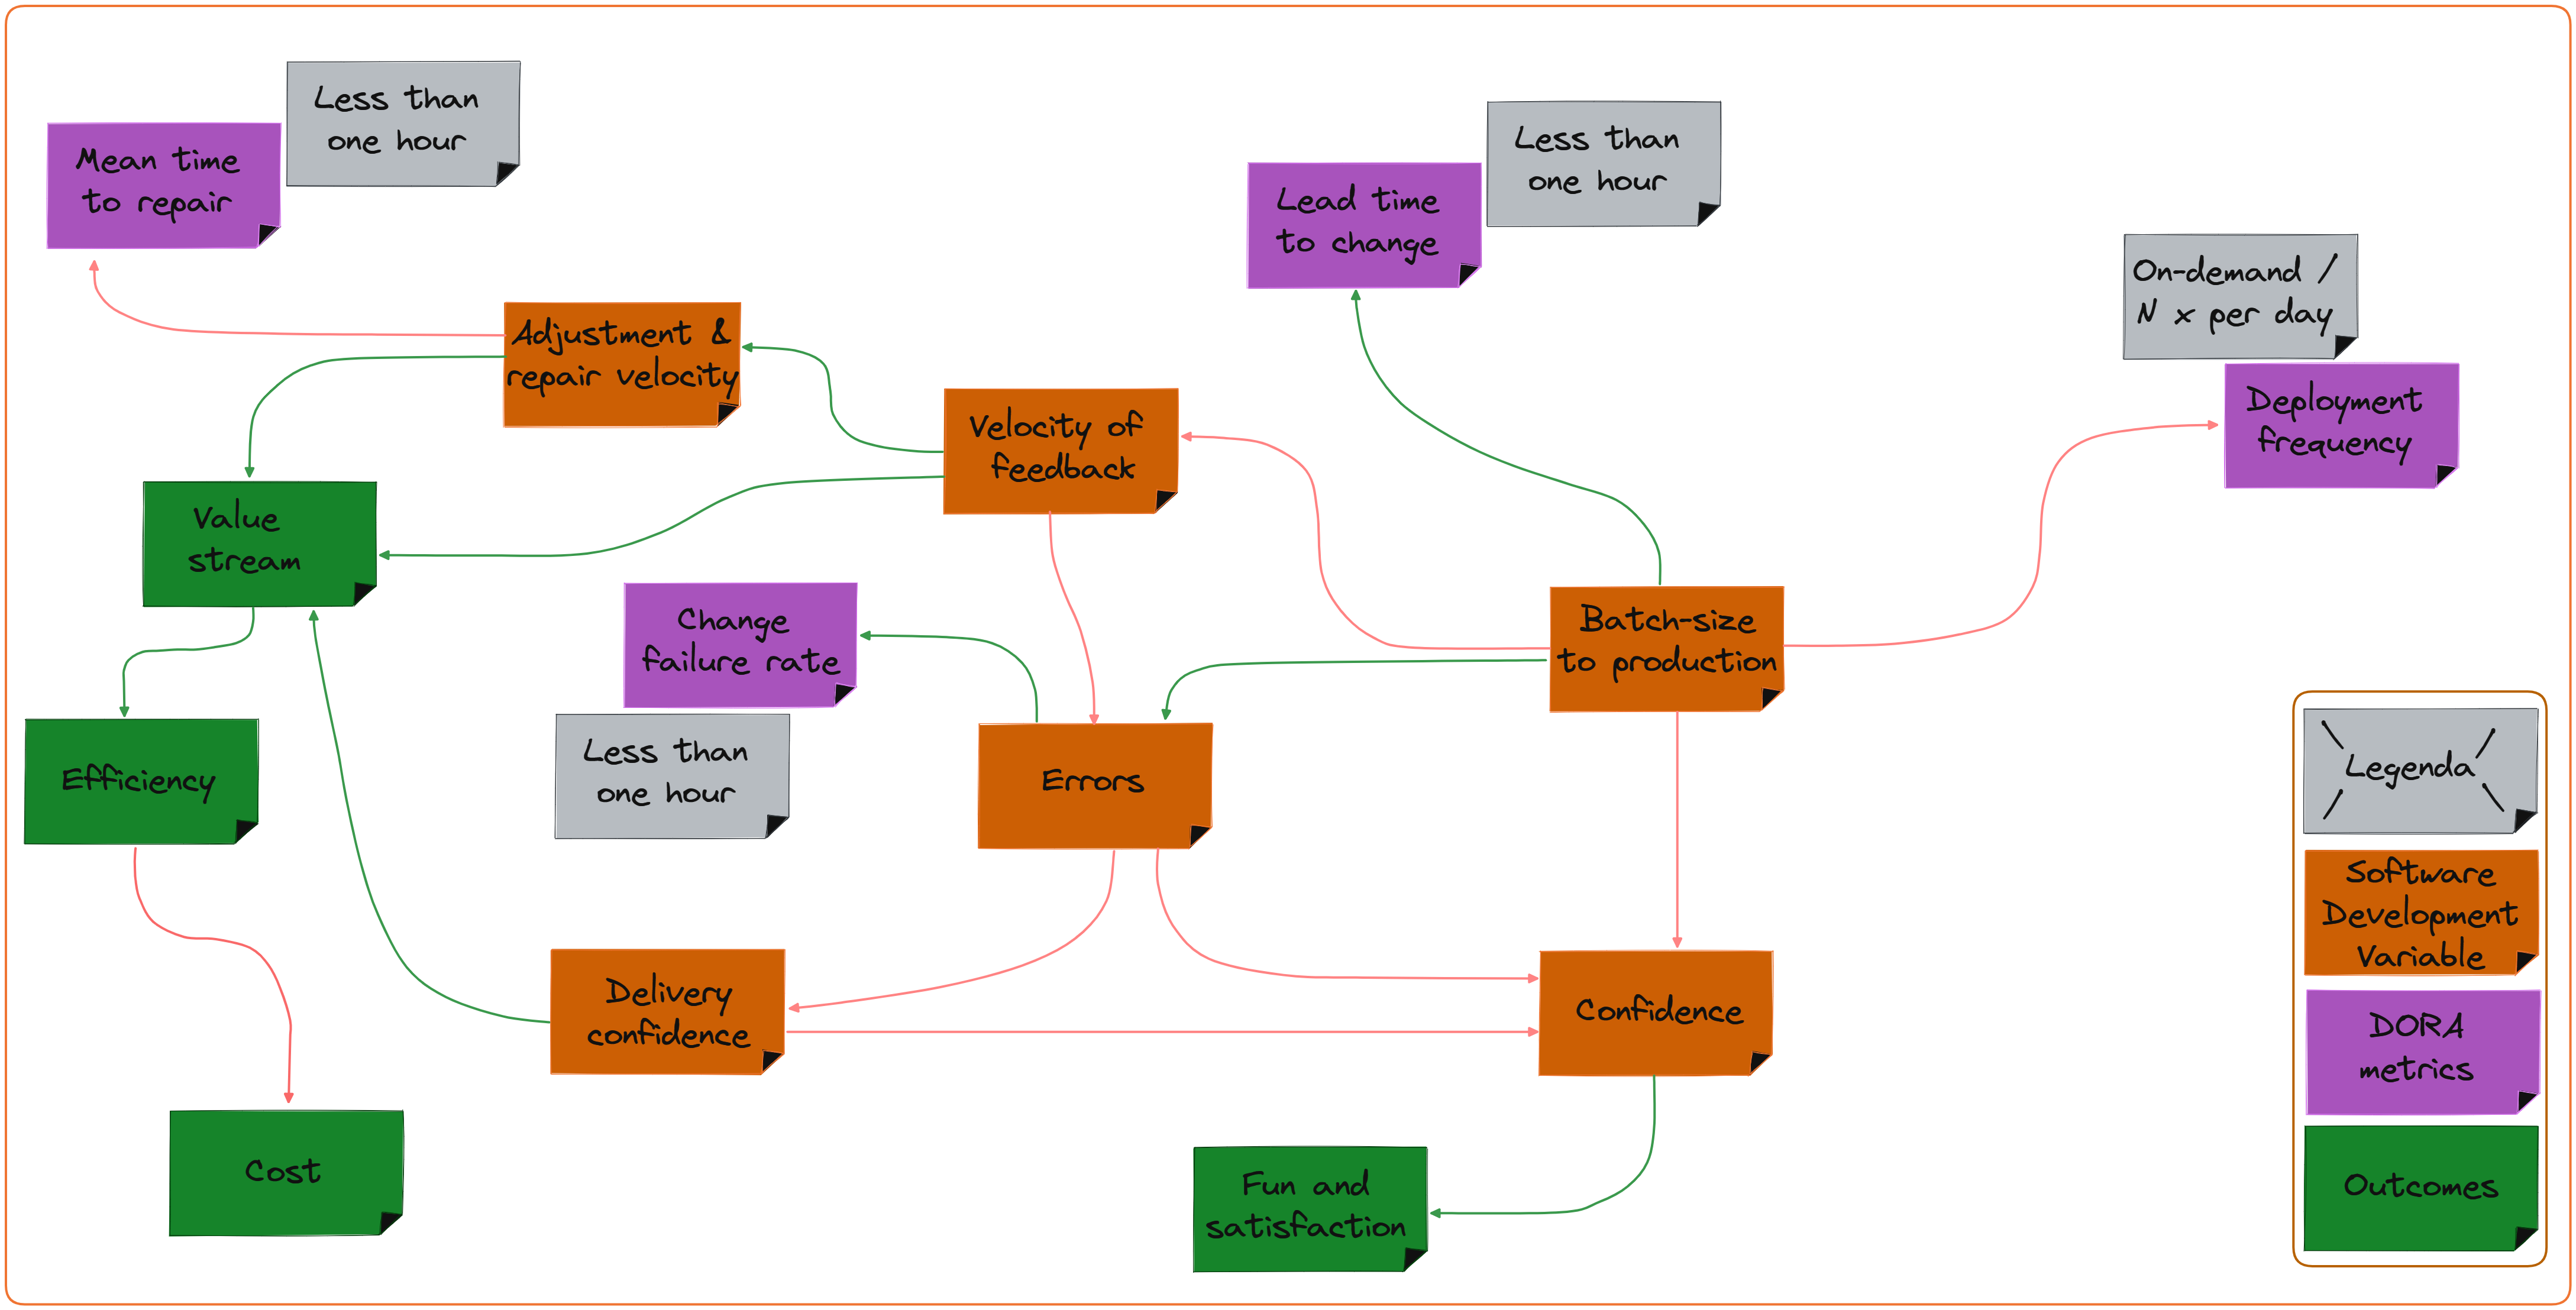 Less than
one hour
Mean time
to repair
Less than
one hour
Lead time
to change
On-demand /
N x per day
Deployment
frequency
Adjustment &
repair velocity
Velocity of
feedback
Value
stream
Change
failure rate
Batch-size
to production
Less than
one hour
Errors
Efficiency
Delivery
confidence
Confidence
Cost
Fun and
satisfaction
Legenda
Software
Development
Variable
DORA
metrics
Outcomes